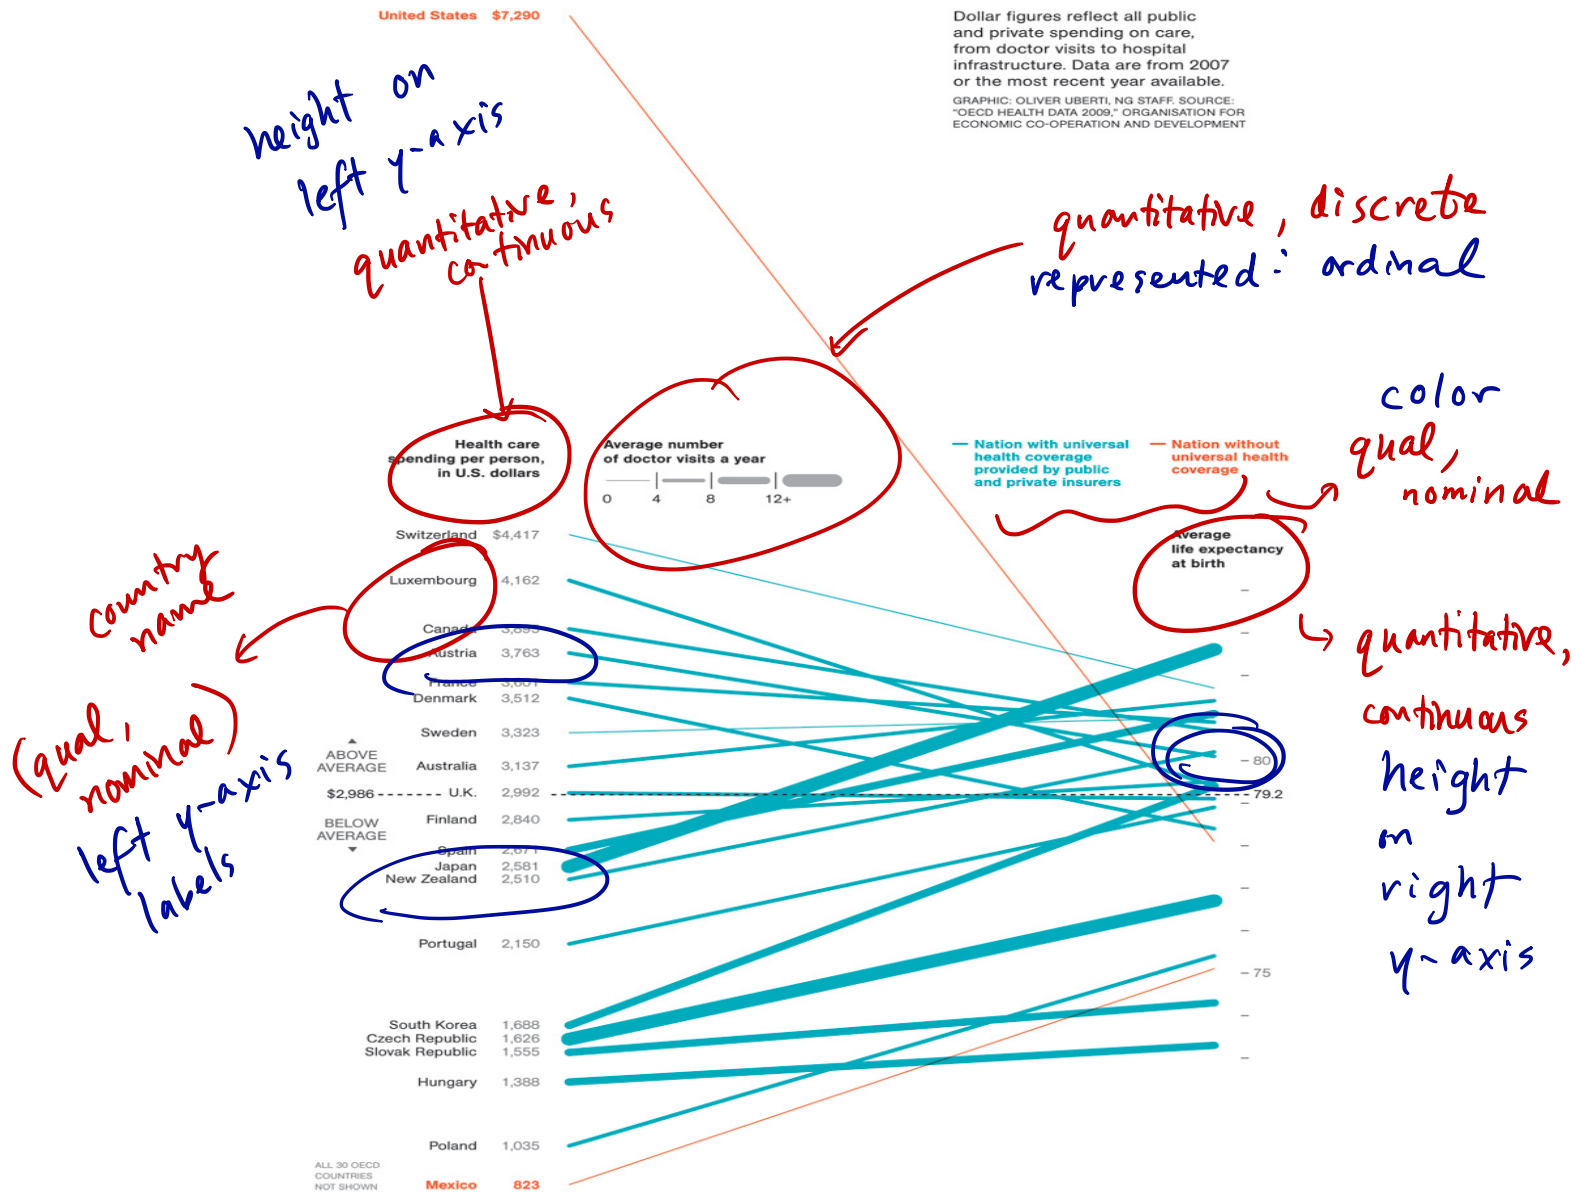 United States $7,290
Dollar figures reflect all public
and private spending on care,
from doctor visits to hospital
infrastructure. Data are from 2007
or the most recent year available.
GRAPHIC: OLIVER UBERTI, NG STAFF. SOURCE:
"OECD HEALTH DATA 2009," ORGANISATION FOR
ECONOMIC CO-OPERATION AND DEVELOPMENT
height on
left y-axis
quantitative,
continuous
quantitative, discrete
represented: ordinal
Health care
spending per person,
in U.S. dollars
Average number
of doctor visits a year
0 4 8 12+
Nation with universal
health coverage
provided by public
and private insurers
Nation without
universal health
coverage
color
qual,
nominal
Average
life expectancy
at birth
quantitative,
continuous
height
on
right
y-axis
country
name
(qual,
nominal)
left y-axis
labels
Switzerland $4,417
Luxembourg 4,162
Canada 3,895
Austria 3,763
France 3,601
Denmark 3,512
Sweden 3,323
ABOVE
AVERAGE
Australia 3,137
$2,986 U.K. 2,992
BELOW
AVERAGE
Finland 2,840
Spain 2,671
Japan 2,581
New Zealand 2,510
Portugal 2,150
South Korea 1,688
Czech Republic 1,626
Slovak Republic 1,555
Hungary 1,388
Poland 1,035
Mexico 823
80
79.2
75
ALL 30 OECD
COUNTRIES
NOT SHOWN